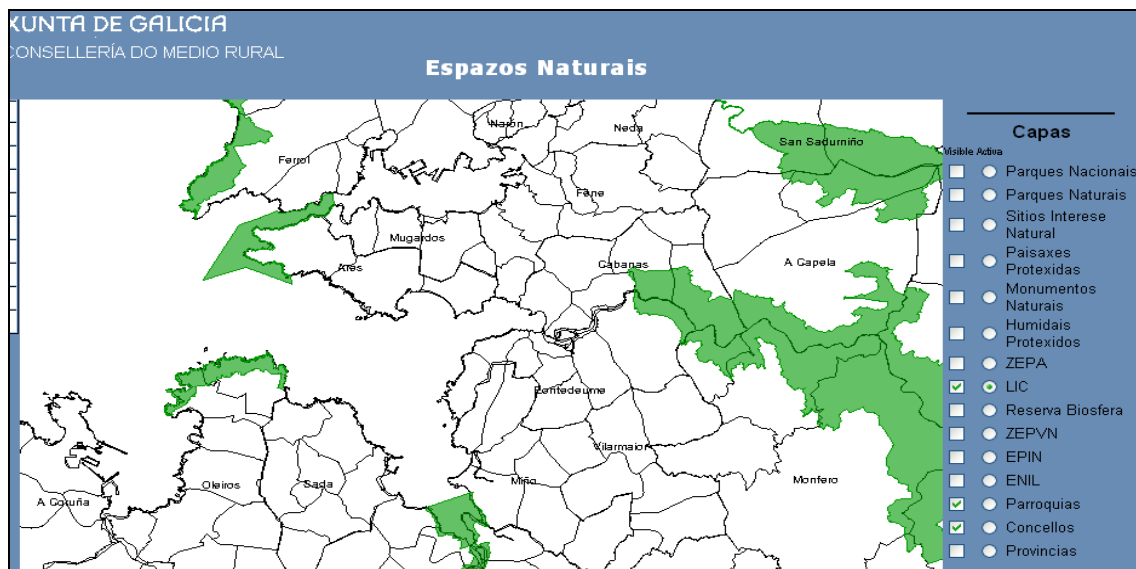 XUNTA DE GALICIA
CONSELLERÍA DO MEDIO RURAL
Espazos Naturais
Narón
Neda
San Sadurniño
Ferrol
Fene
Mugardos
Ares
Cabanas
A Capela
Pontedeume
Vilarmaior
Miño
Monfero
Oleiros
Sada
A Coruña
Capas
Visible Activa
Parques Nacionais
Parques Naturais
Sitios Interese
Natural
Paisaxes
Protexidas
Monumentos
Naturais
Humidais
Protexidos
ZEPA
LIC
Reserva Biosfera
ZEPVN
EPIN
ENIL
Parroquias
Concellos
Provincias